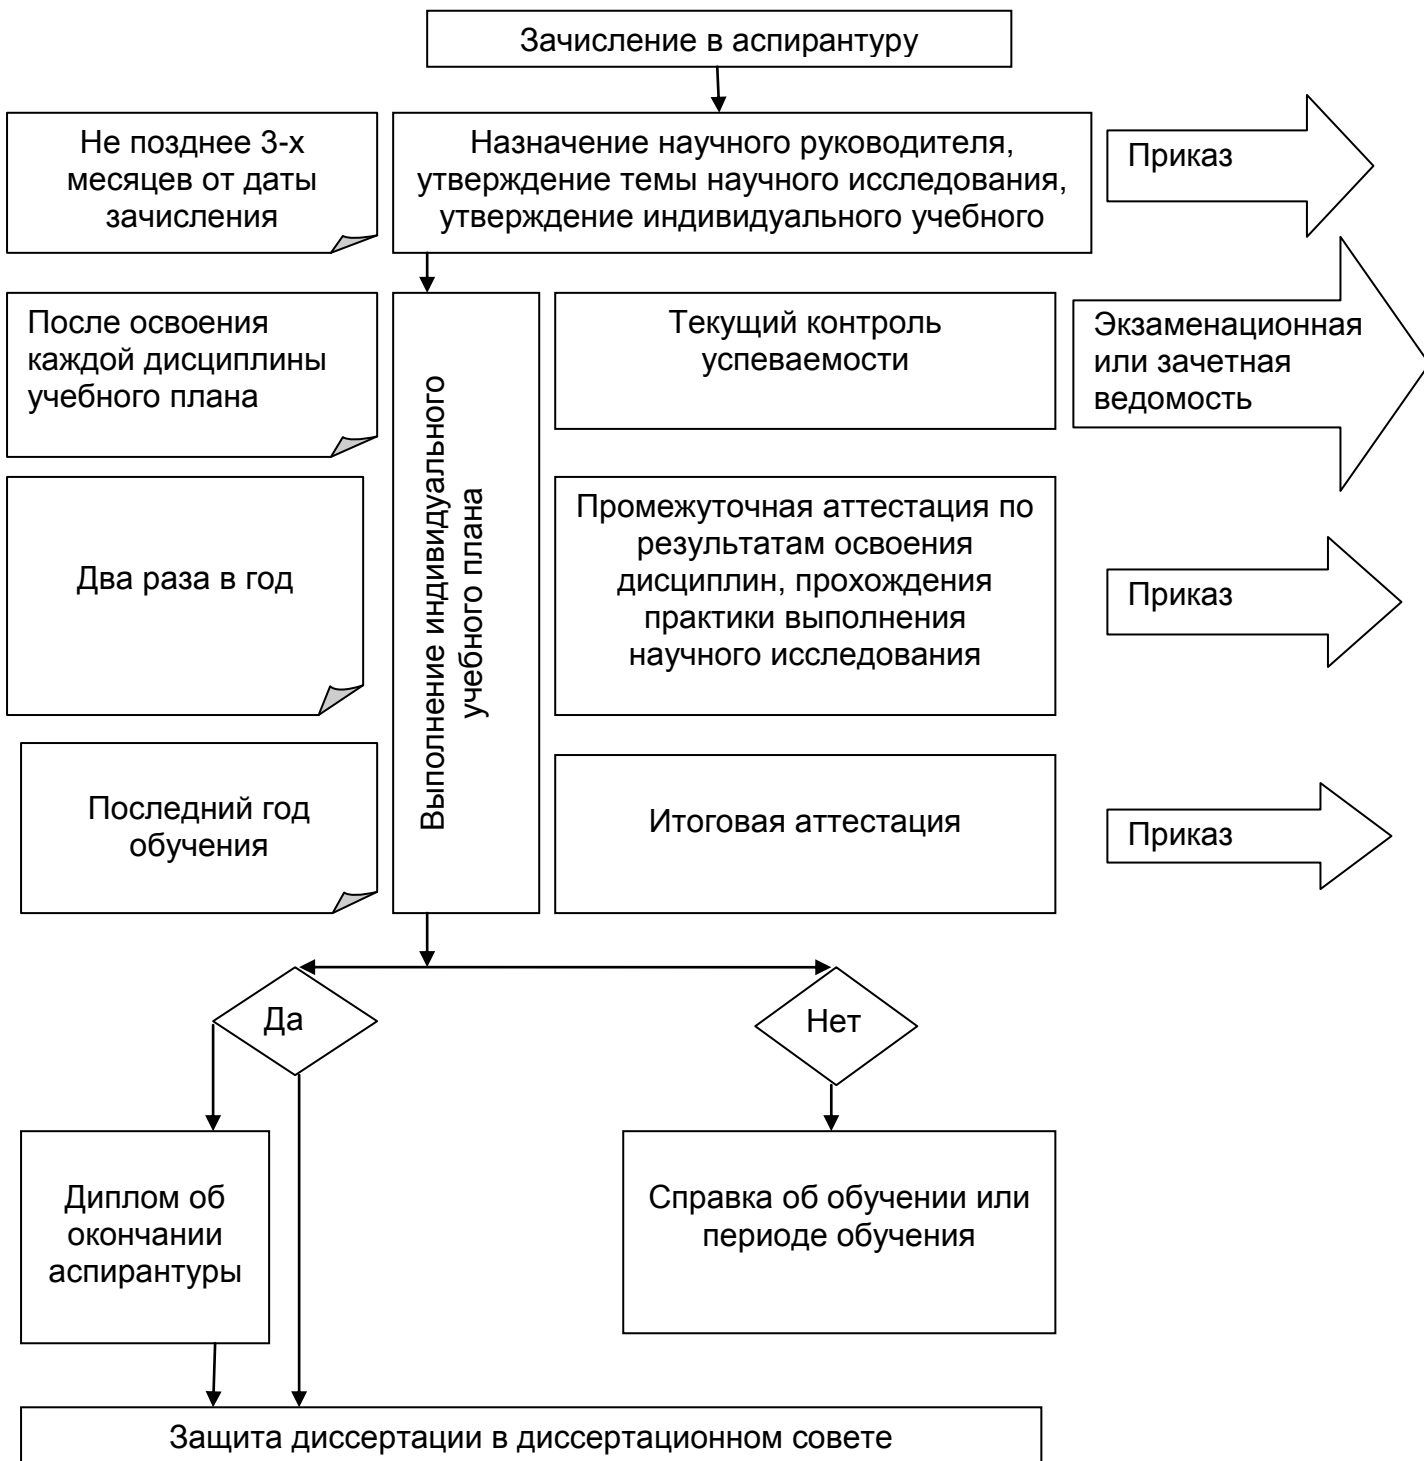 Зачисление в аспирантуру
Не позднее 3-х
месяцев от даты
зачисления
Назначение научного руководителя,
утверждение темы научного исследования,
утверждение индивидуального учебного
Приказ
После освоения
каждой дисциплины
учебного плана
Выполнение индивидуального
учебного плана
Текущий контроль
успеваемости
Экзаменационная
или зачетная
ведомость
Два раза в год
Промежуточная аттестация по
результатам освоения
дисциплин, прохождения
практики выполнения
научного исследования
Приказ
Последний год
обучения
Итоговая аттестация
Приказ
Да
Нет
Диплом об
окончании
аспирантуры
Справка об обучении или
периоде обучения
Защита диссертации в диссертационном совете